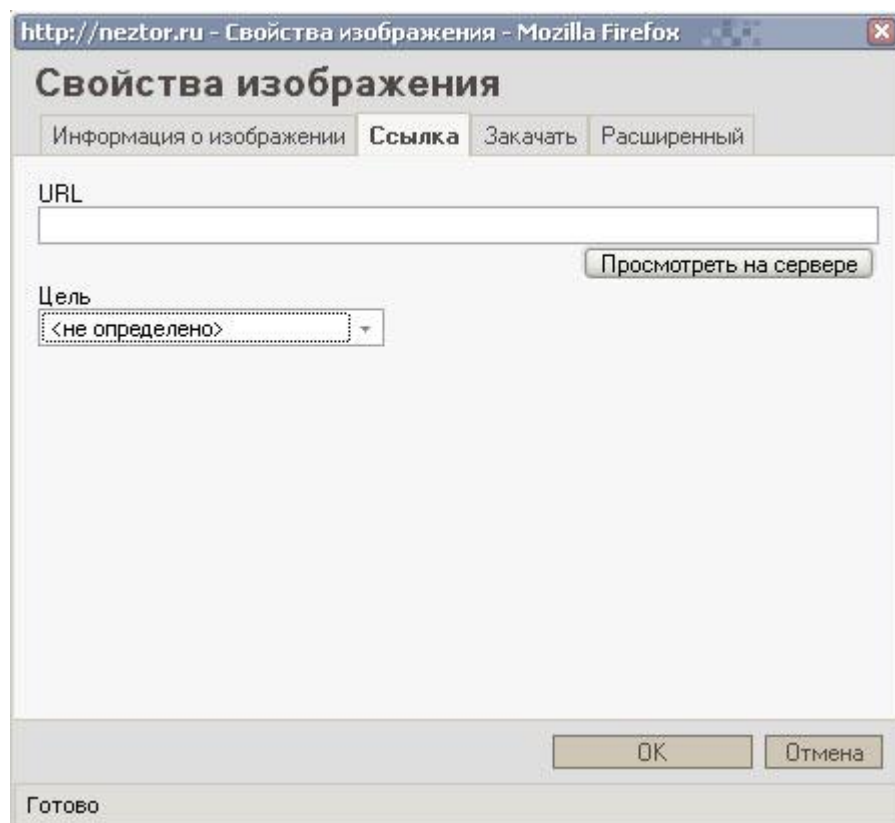 http://neztor.ru - Свойства изображения - Mozilla Firefox
Свойства изображения
Информация о изображении Ссылка Закачать Расширенный
URL
Просмотреть на сервере
Цель
<не определено>
OK Отмена
Готово